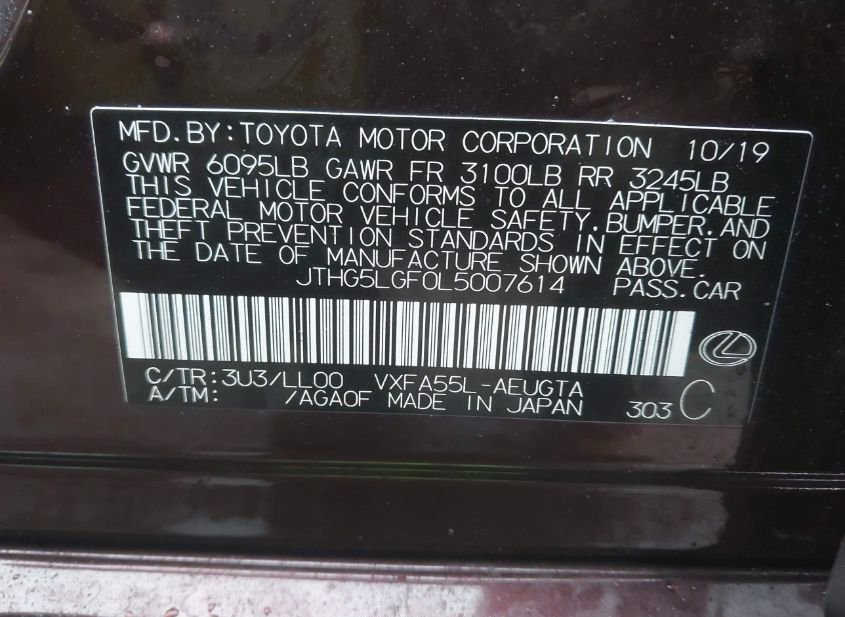 MFD.BY:TOYOTA MOTOR CORPORATION 10/19
GVWR 6095LB GAWR FR 3100LB RR 3245LB
THIS VEHICLE CONFORMS TO ALL APPLICABLE
FEDERAL MOTOR VEHICLE SAFETY,BUMPER,AND
THEFT PREVENTION STANDARDS IN EFFECT ON
THE DATE OF MANUFACTURE SHOWN ABOVE.
JTHG5LGF0L5007614 PASS.CAR
C/TR:3U3/LL00 VXFA55L-AEUGTA
A/TM: /AGA0F MADE IN JAPAN 303 C